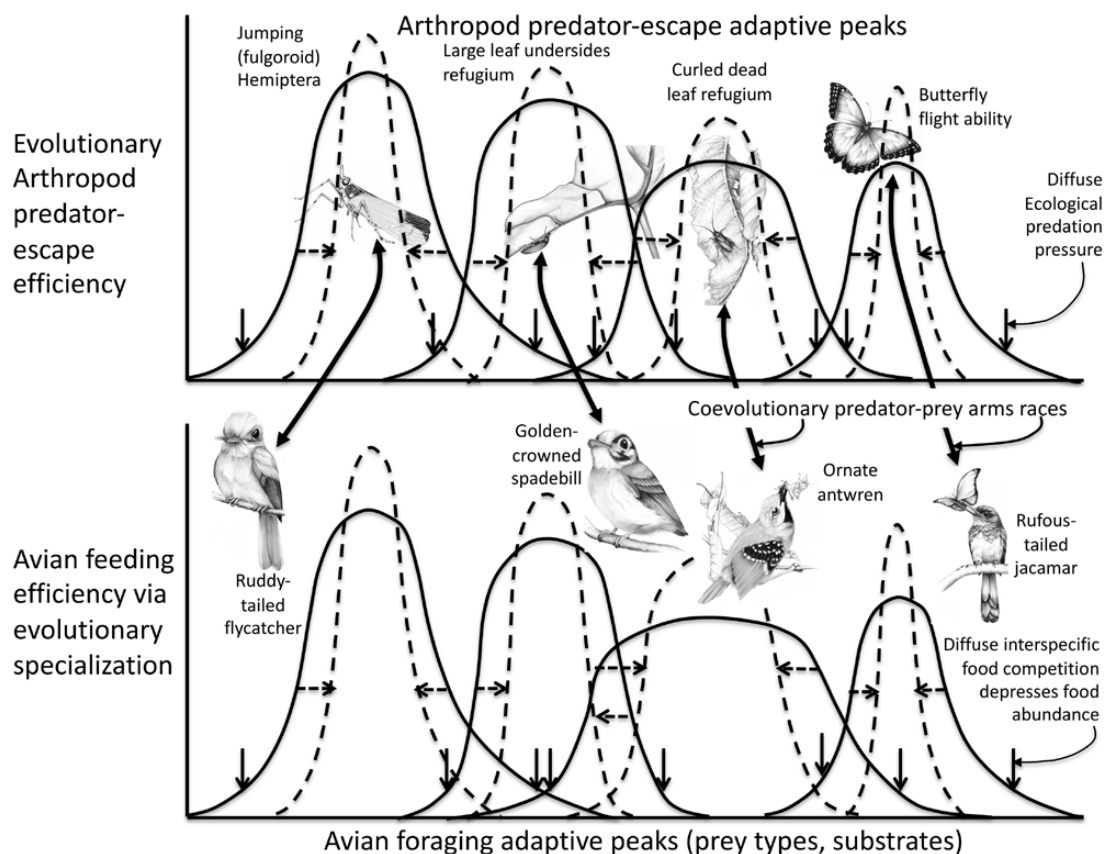 Arthropod predator-escape adaptive peaks
Jumping
(fulgoroid)
Hemiptera
Large leaf undersides
refugium
Curled dead
leaf refugium
Butterfly
flight ability
Evolutionary
Arthropod
predator-
escape
efficiency
Diffuse
Ecological
predation
pressure
Coevolutionary predator-prey arms races
Golden-
crowned
spadebill
Ornate
antwren
Rufous-
tailed
jacamar
Ruddy-
tailed
flycatcher
Avian feeding
efficiency via
evolutionary
specialization
Diffuse interspecific
food competition
depresses food
abundance
Avian foraging adaptive peaks (prey types, substrates)